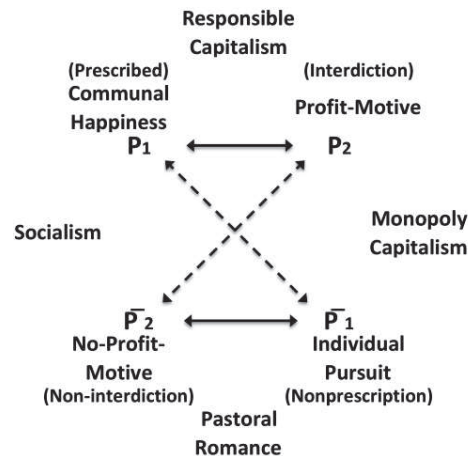 Responsible
Capitalism
(Prescribed) (Interdiction)
Communal
Happiness
Profit-Motive
P1 P2
Socialism
Monopoly
Capitalism
P̅2 P̅1
No-Profit- Individual
Motive Pursuit
(Non-interdiction) (Nonprescription)
Pastoral
Romance